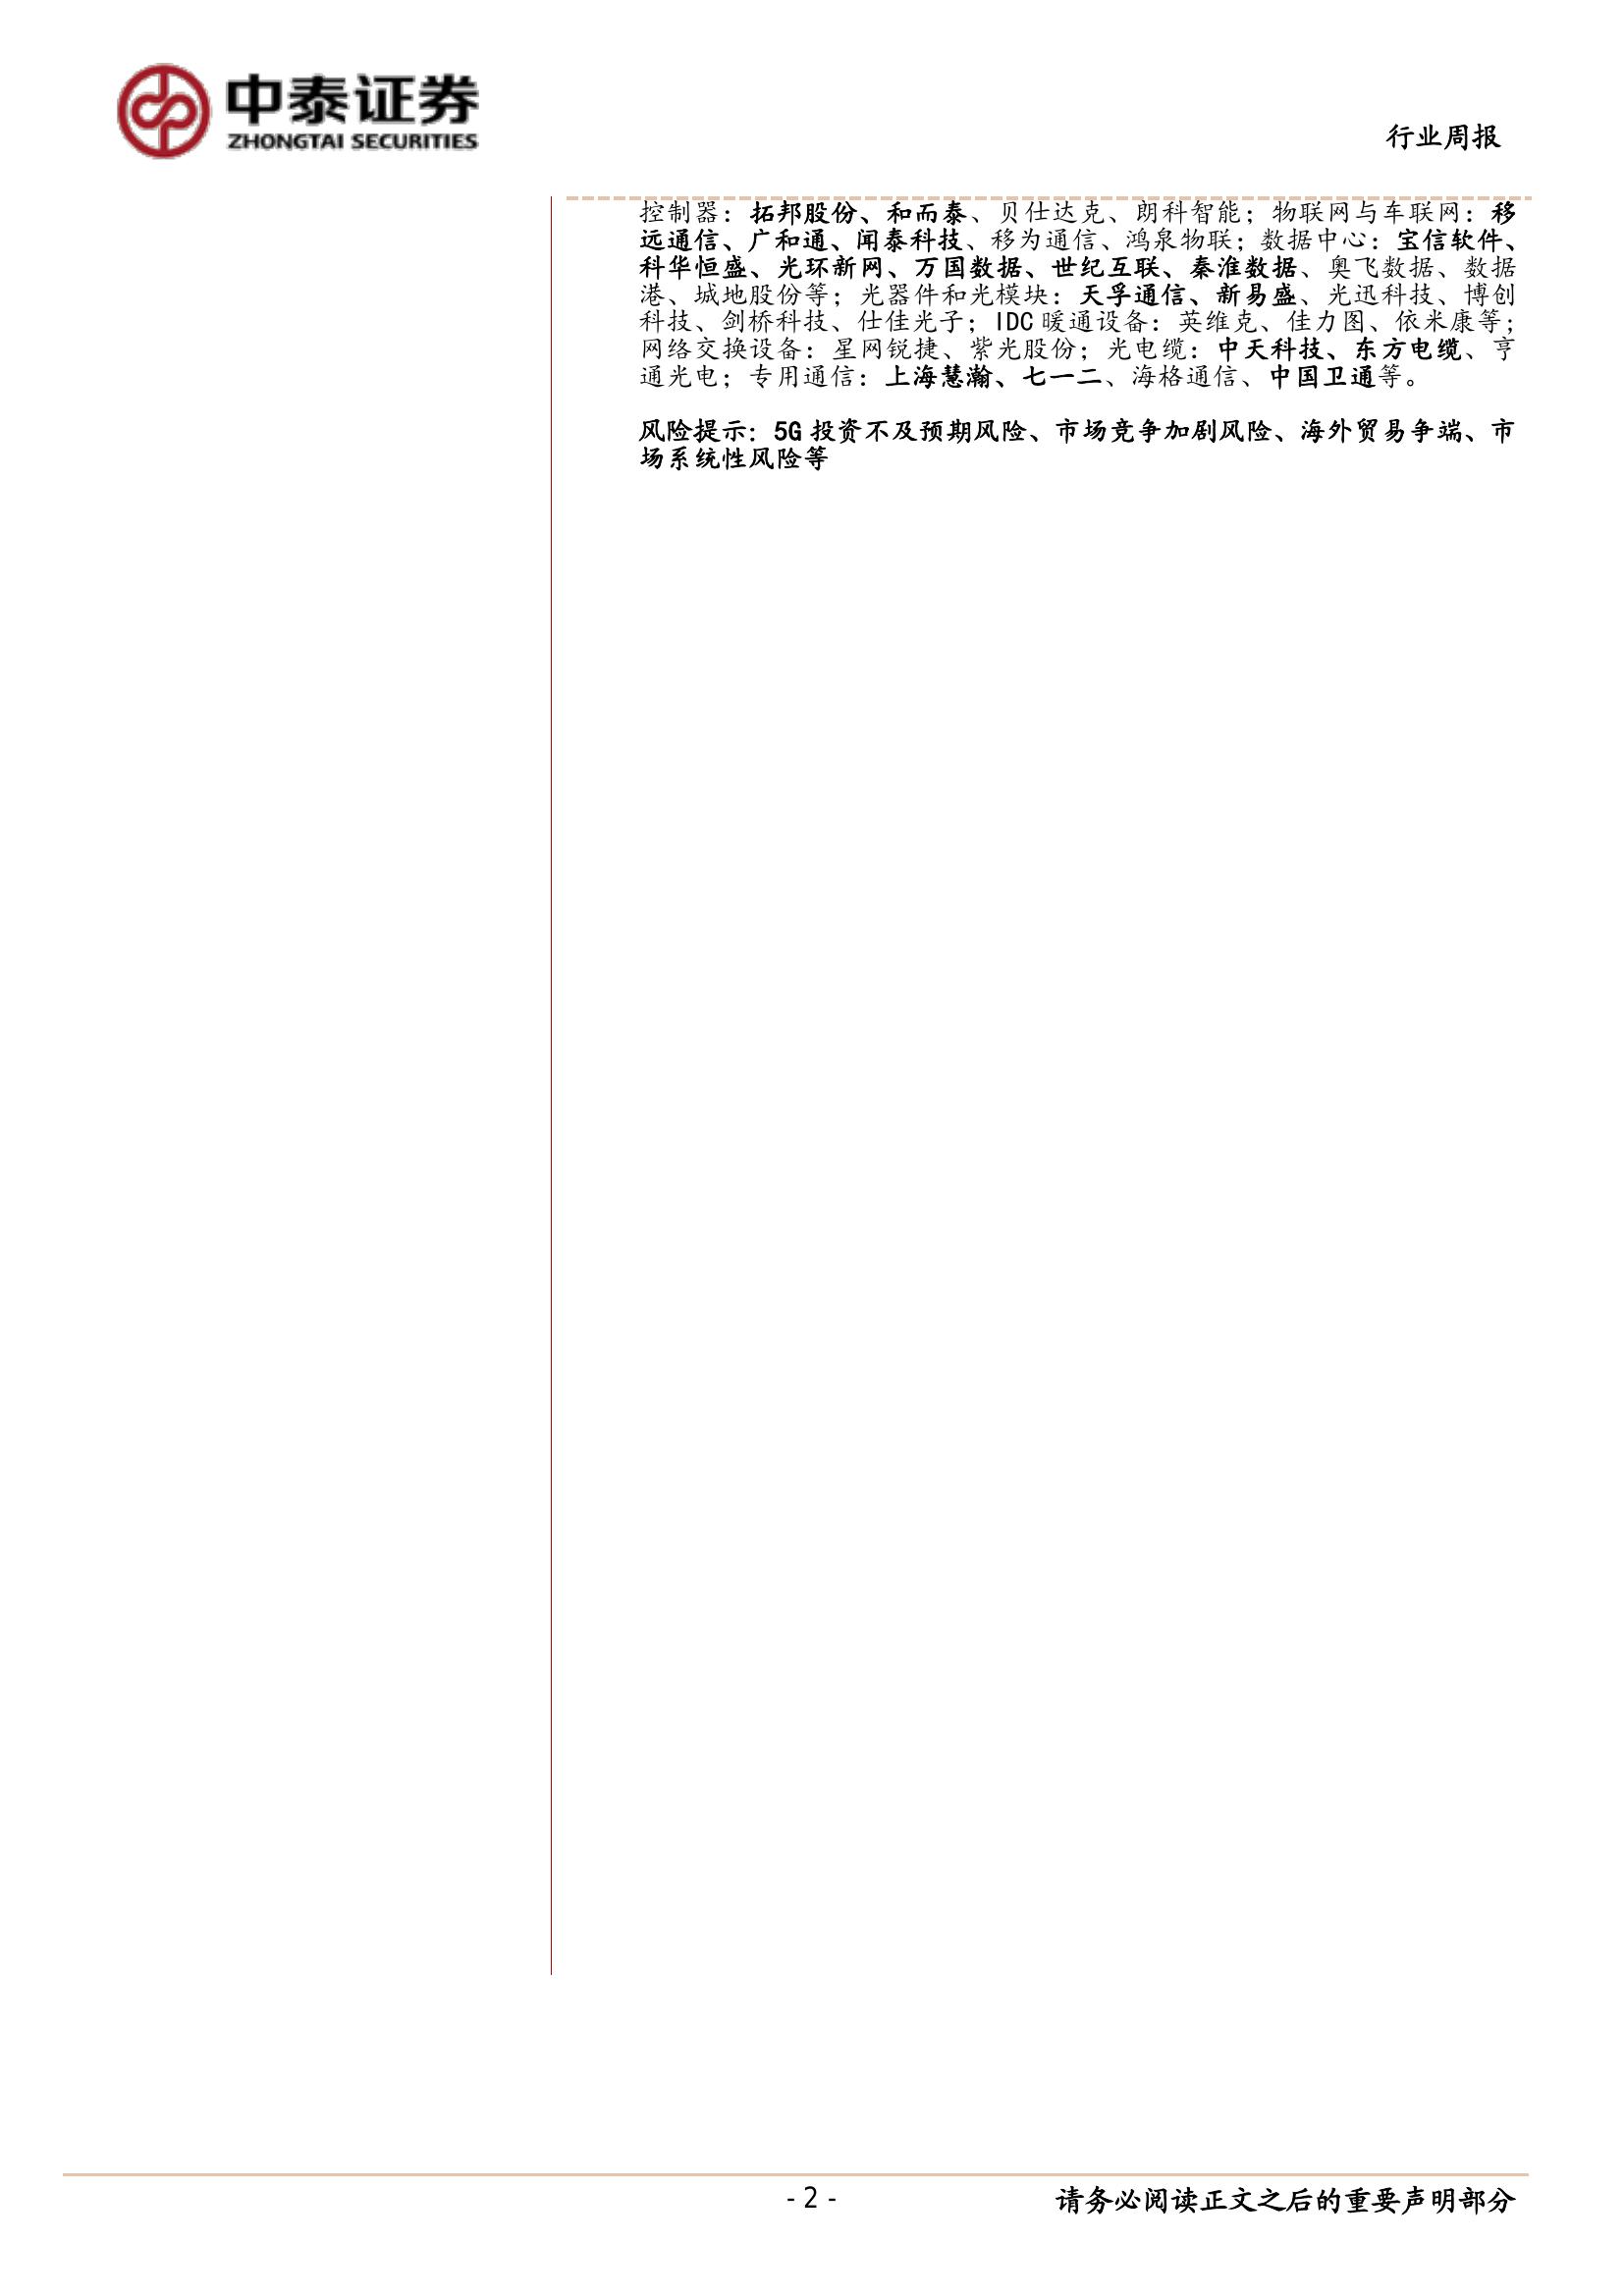 中泰证券
ZHONGTAI SECURITIES
行业周报
控制器：拓邦股份、和而泰、贝仕达克、朗科智能；物联网与车联网：移
远通信、广和通、闻泰科技、移为通信、鸿泉物联；数据中心：宝信软件、
科华恒盛、光环新网、万国数据、世纪互联、秦淮数据、奥飞数据、数据
港、城地股份等；光器件和光模块：天孚通信、新易盛、光迅科技、博创
科技、剑桥科技、仕佳光子；IDC 暖通设备：英维克、佳力图、依米康等；
网络交换设备：星网锐捷、紫光股份；光电缆：中天科技、东方电缆、亨
通光电；专用通信：上海慧瀚、七一二、海格通信、中国卫通等。
风险提示：5G 投资不及预期风险、市场竞争加剧风险、海外贸易争端、市
场系统性风险等
- 2 -
请务必阅读正文之后的重要声明部分